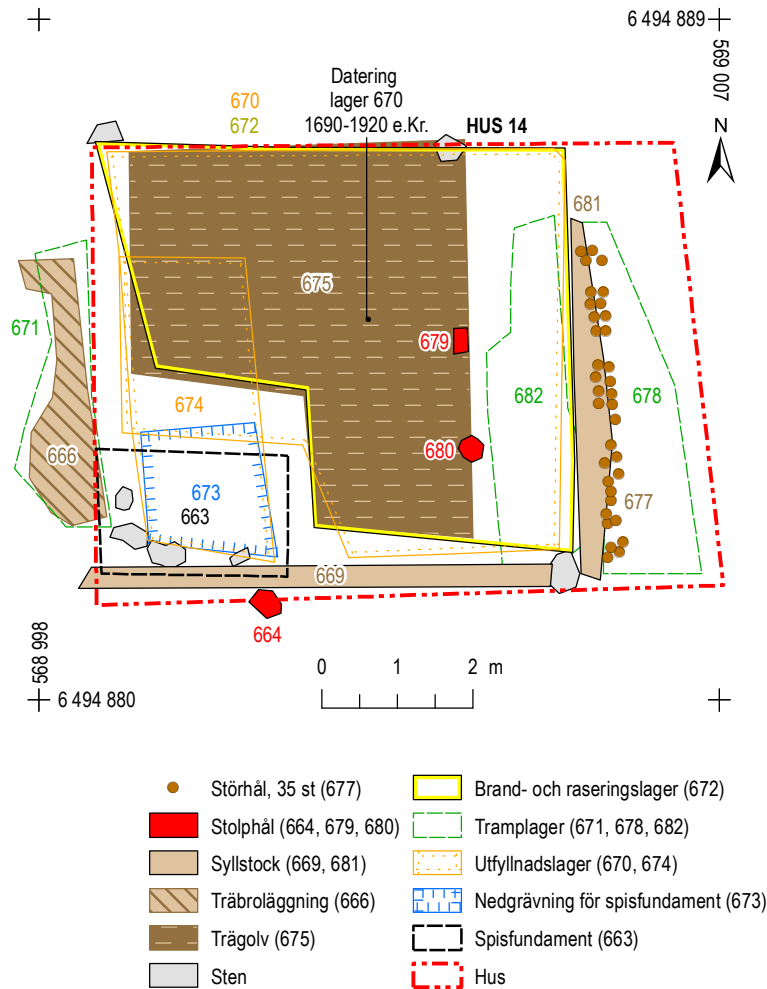 6 494 889
569 007
N
Datering
lager 670
1690-1920 e.Kr.
HUS 14
670
672
681
675
671
679
674
682
678
680
666
673
663
677
669
664
568 998
6 494 880
0 1 2 m
Störhål, 35 st (677)
Stolphål (664, 679, 680)
Syllstock (669, 681)
Träbroläggning (666)
Trägolv (675)
Sten
Brand- och raseringslager (672)
Tramplager (671, 678, 682)
Utfyllnadslager (670, 674)
Nedgrävning för spisfundament (673)
Spisfundament (663)
Hus